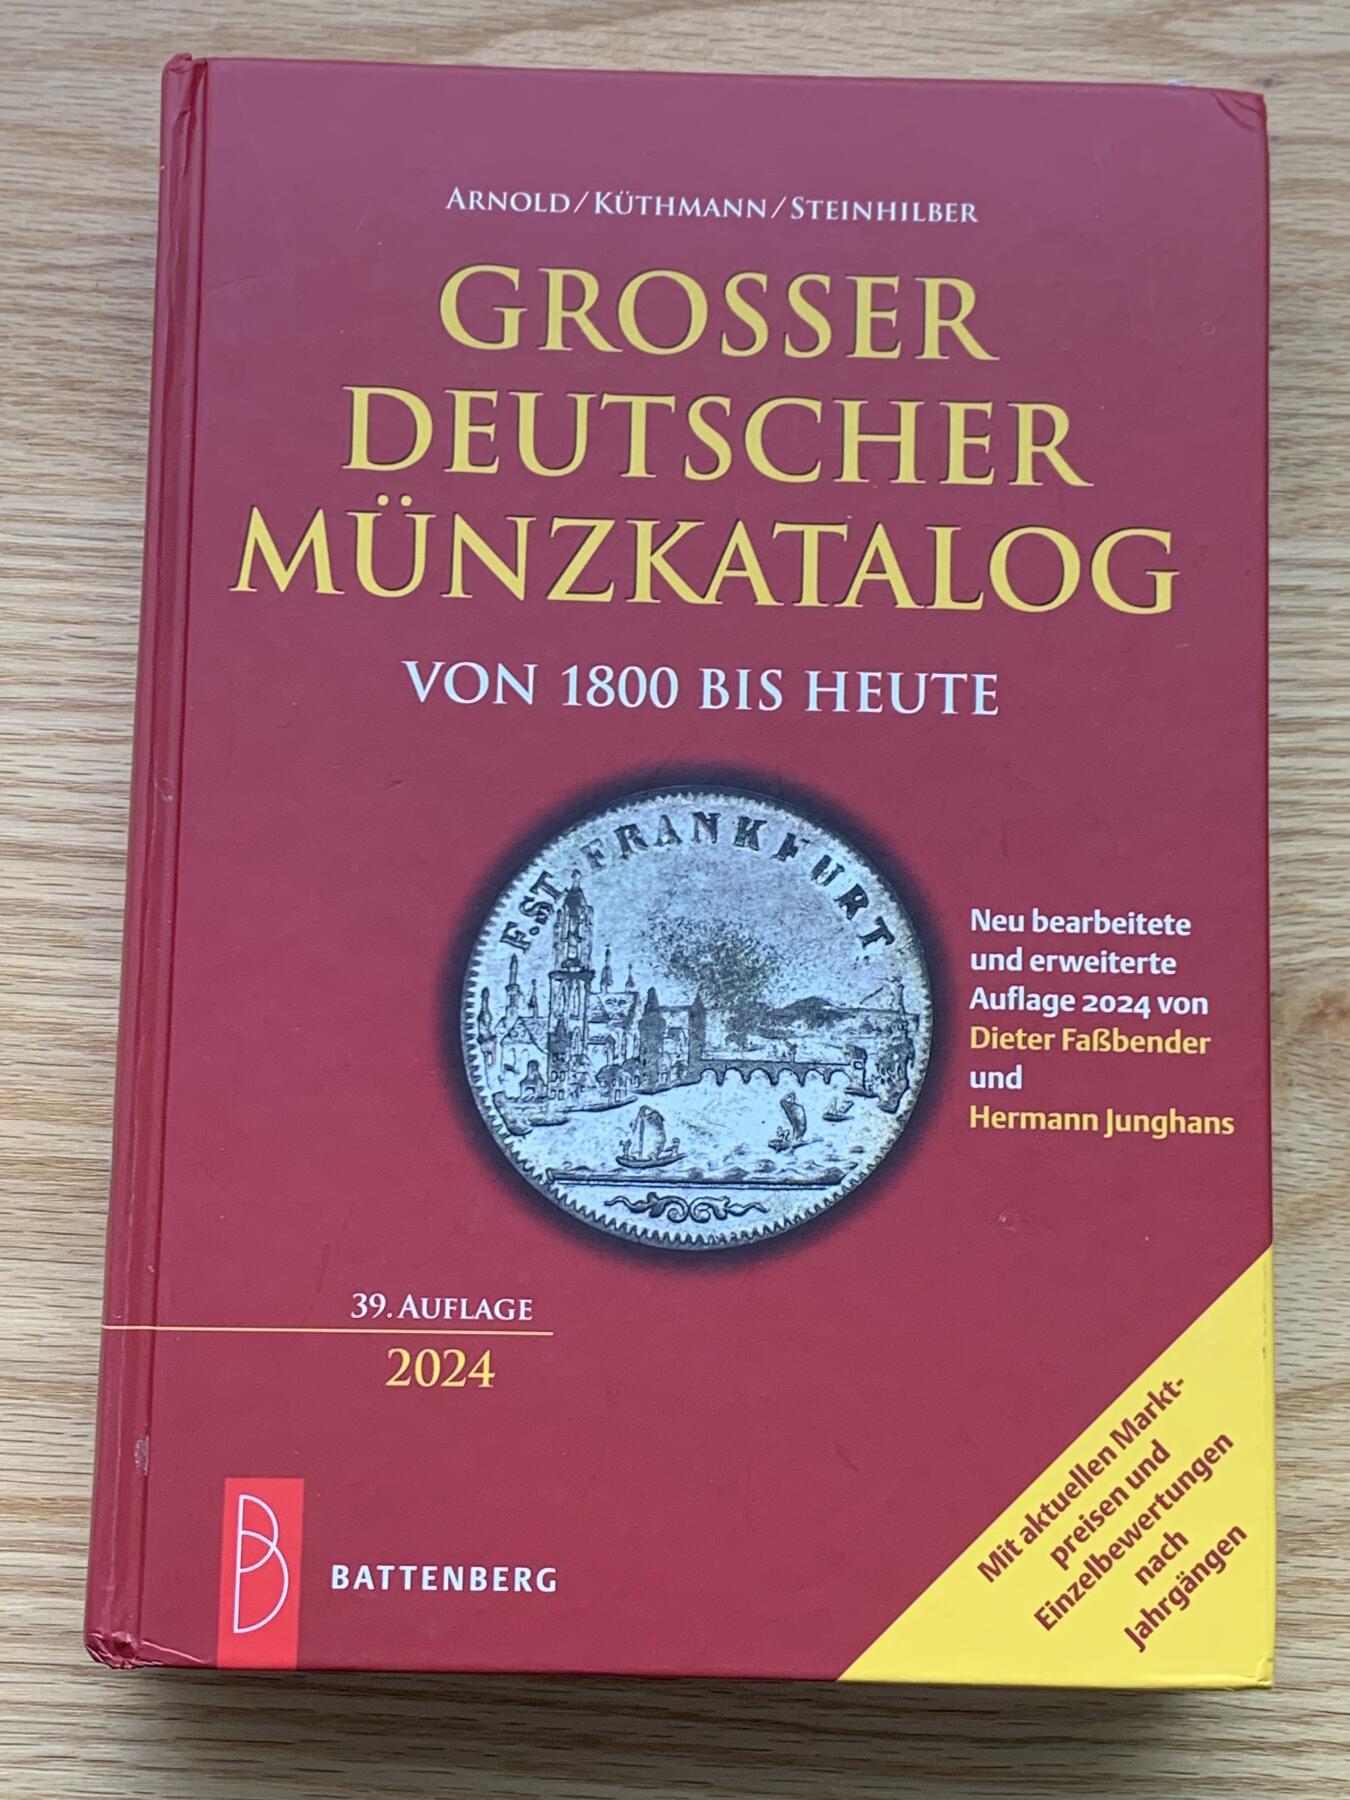 ARNOLD/KÜTHMANN/STEINHILBER
GROSSER
DEUTSCHER
MÜNZKATALOG
VON 1800 BIS HEUTE
F.ST. FRANKFURT.
Neu bearbeitete
und erweiterte
Auflage 2024 von
Dieter Faßbender
und
Hermann Junghans
39. AUFLAGE
2024
Mit aktuellen Markt-
preisen und
Einzelbewertungen
nach
Jahrgängen
B
BATTENBERG